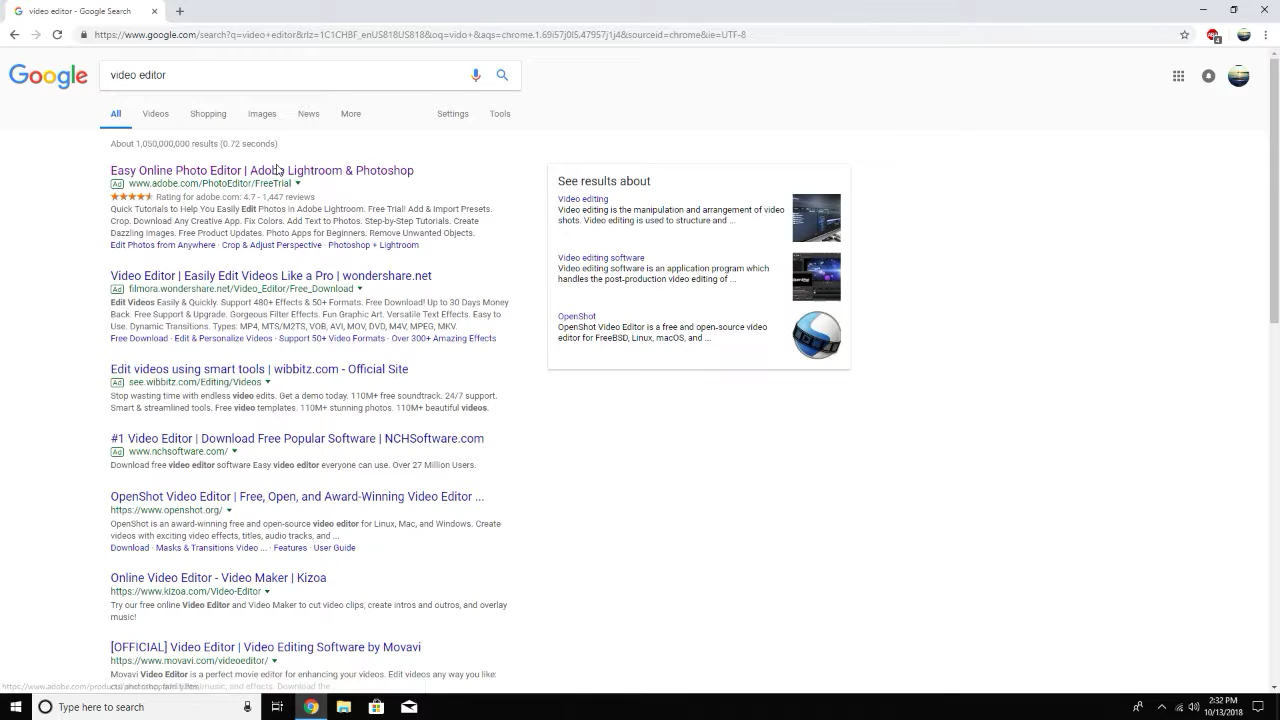 video editor - Google Search
https://www.google.com/search?q=video+editor&rlz=1C1CHBF_enUS818US818&oq=vido+&aqs=chrome.1.69i57j0l5.47957j1j4&sourceid=chrome&ie=UTF-8
Google
video editor
All Videos Shopping Images News More Settings Tools
About 1,050,000,000 results (0.72 seconds)
Easy Online Photo Editor | Adobe Lightroom & Photoshop
Ad www.adobe.com/PhotoEditor/FreeTrial
Rating for adobe.com: 4.7 - 1,447 reviews
Quick Tutorials to Help You Easily Edit Photos in Adobe Lightroom. Free Trial! Add & Import Presets.
Crop. Download Any Creative App. Fix Colors. Add Text to Photos. Step-by-Step Tutorials. Create
Dazzling Images. Free Product Updates. Photo Apps for Beginners. Remove Unwanted Objects.
Edit Photos from Anywhere · Crop & Adjust Perspective · Photoshop + Lightroom
Video Editor | Easily Edit Videos Like a Pro | wondershare.net
Ad filmora.wondershare.net/Video_Editor/Free_Download
Edit Videos Easily & Quickly. Support 480+ Effects & 50+ Formats. Free Download! Up to 30 Days Money
Back. Free Support & Upgrade. Gorgeous Filter Effects. Fun Graphic Art. Versatile Text Effects. Easy to
Use. Dynamic Transitions. Types: MP4, MTS/M2TS, VOB, AVI, MOV, DVD, M4V, MPEG, MKV.
Free Download · Edit & Personalize Videos · Support 50+ Video Formats · Over 300+ Amazing Effects
Edit videos using smart tools | wibbitz.com - Official Site
Ad see.wibbitz.com/Editing/Videos
Stop wasting time with endless video edits. Get a demo today. 110M+ free soundtrack. 24/7 support.
Smart & streamlined tools. Free video templates. 110M+ stunning photos. 110M+ beautiful videos.
#1 Video Editor | Download Free Popular Software | NCHSoftware.com
Ad www.nchsoftware.com/
Download free video editor software Easy video editor everyone can use. Over 27 Million Users.
OpenShot Video Editor | Free, Open, and Award-Winning Video Editor ...
https://www.openshot.org/
OpenShot is an award-winning free and open-source video editor for Linux, Mac, and Windows. Create
videos with exciting video effects, titles, audio tracks, and ...
Download · Masks & Transitions Video ... · Features · User Guide
Online Video Editor - Video Maker | Kizoa
https://www.kizoa.com/Video-Editor
Try our free online Video Editor and Video Maker to cut video clips, create intros and outros, and overlay
music!
[OFFICIAL] Video Editor | Video Editing Software by Movavi
https://www.movavi.com/videoeditor/
Movavi Video Editor is a perfect movie editor for enhancing your videos. Edit videos any way you like:
See results about
Video editing
Video editing is the manipulation and arrangement of video
shots. Video editing is used to structure and ...
Video editing software
Video editing software is an application program which
handles the post-production video editing of ...
OpenShot
OpenShot Video Editor is a free and open-source video
editor for FreeBSD, Linux, macOS, and ...
Type here to search
2:32 PM
10/13/2018